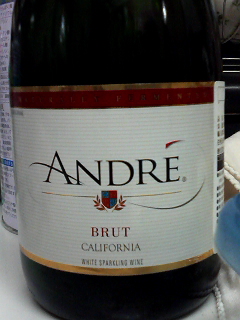 ANDRÉ®
BRUT
CALIFORNIA
WHITE SPARKLING WINE